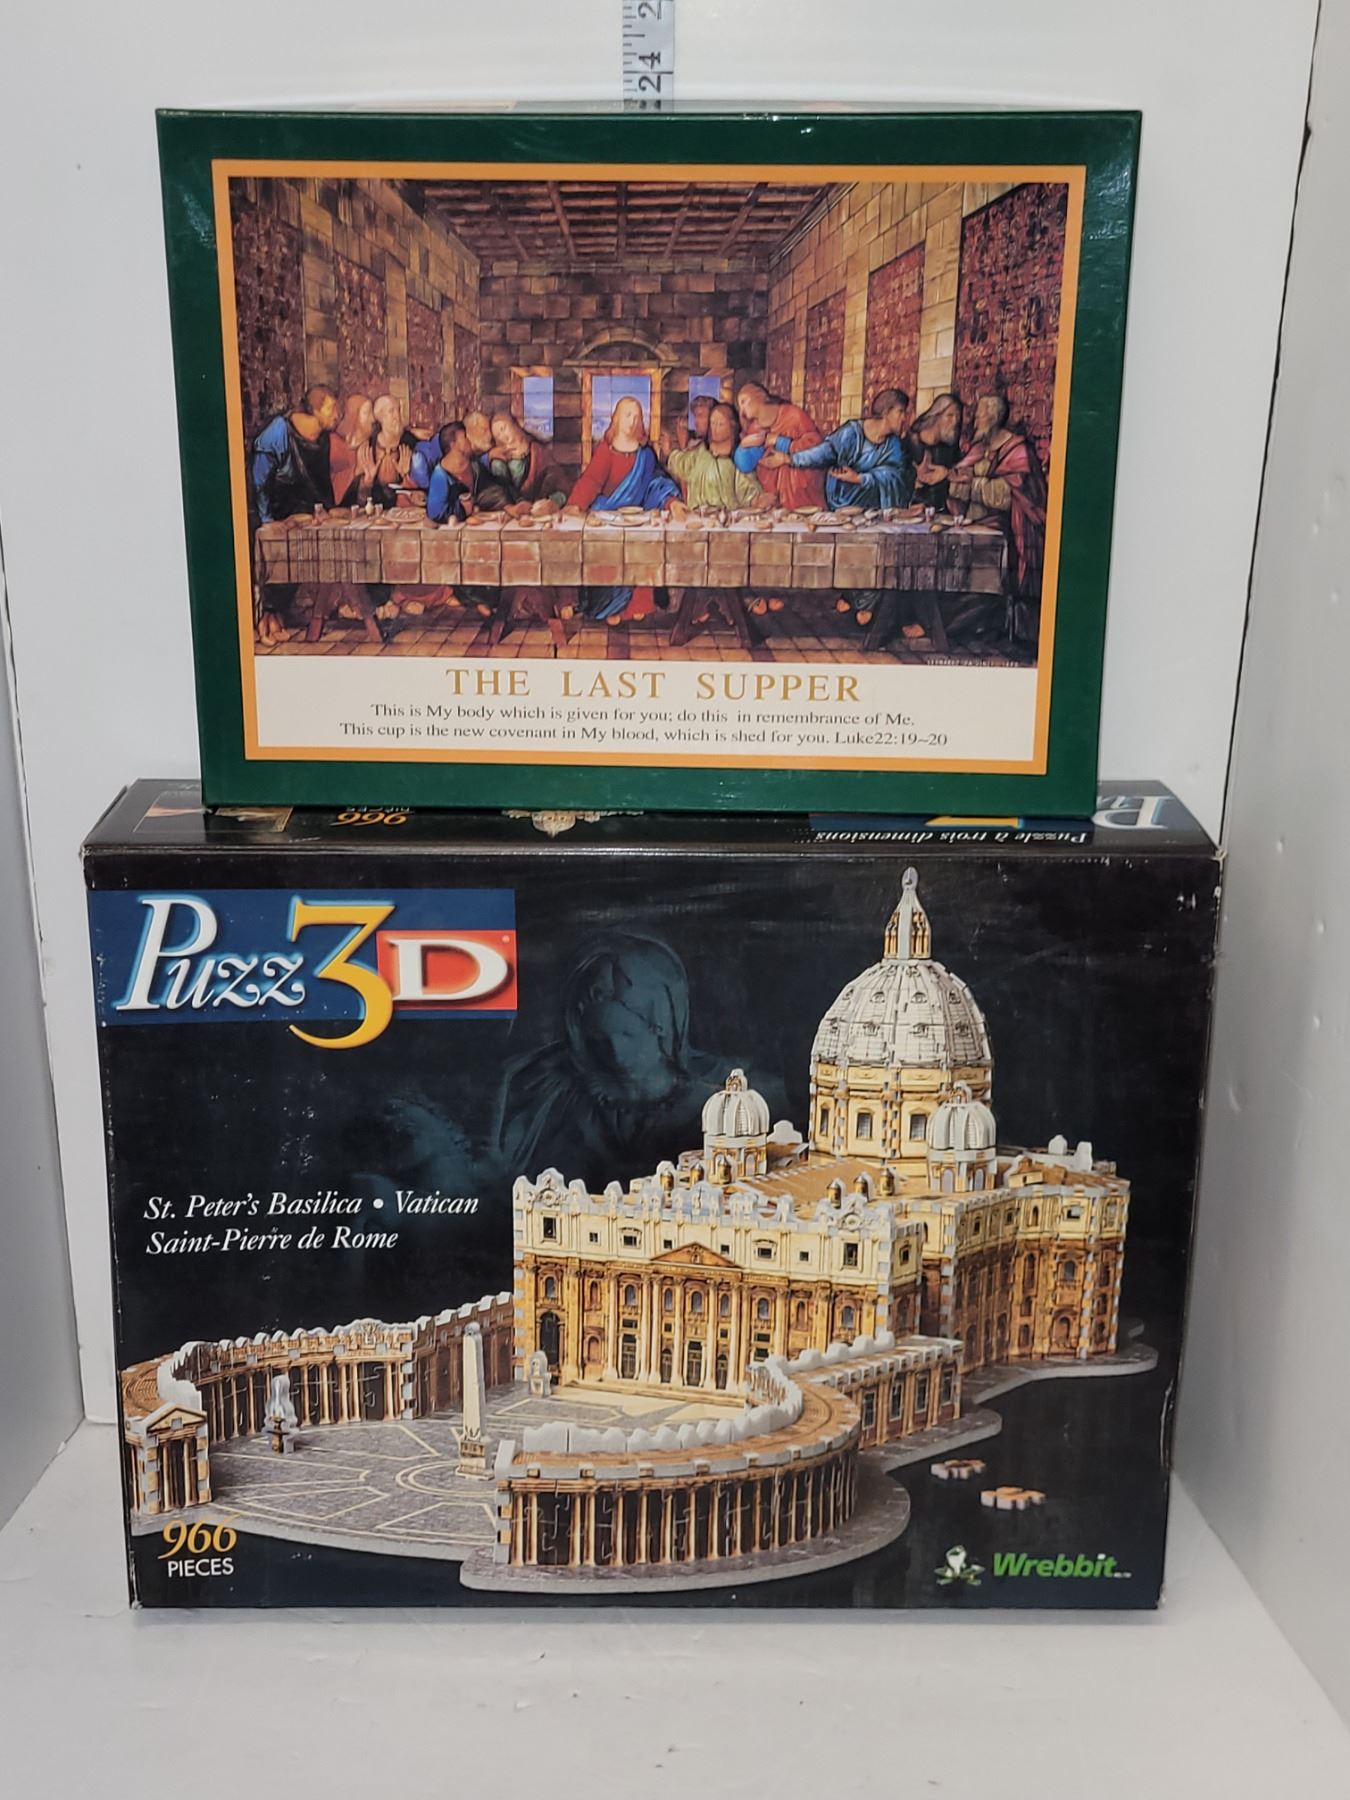 24
THE LAST SUPPER
This is My body which is given for you; do this in remembrance of Me.
This cup is the new covenant in My blood, which is shed for you. Luke22:19~20
966
PIECES
Puzzle à trois dimensions
Puzz3D
St. Peter's Basilica • Vatican
Saint-Pierre de Rome
966
PIECES
Wrebbit